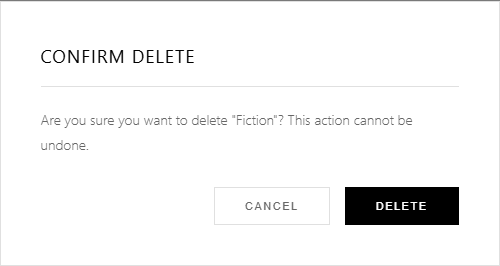 CONFIRM DELETE
Are you sure you want to delete "Fiction"? This action cannot be
undone.
CANCEL
DELETE